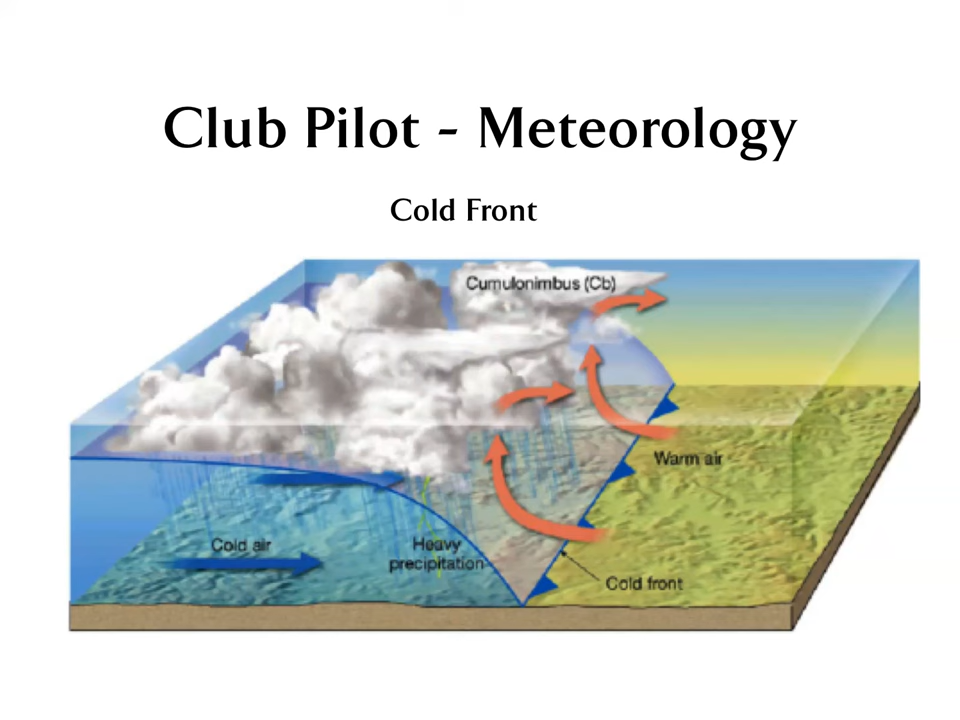 Club Pilot - Meteorology
Cold Front
Cumulonimbus (Cb)
Warm air
Cold air
Heavy
precipitation
Cold front